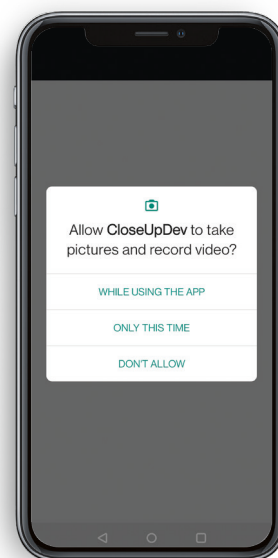 Allow CloseUpDev to take
pictures and record video?
WHILE USING THE APP
ONLY THIS TIME
DON'T ALLOW